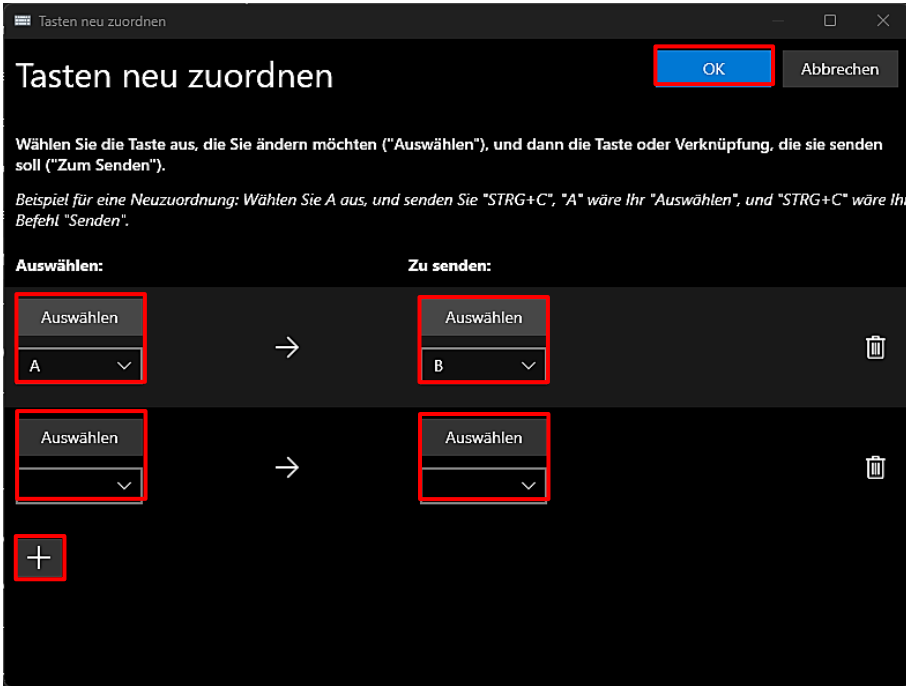 Tasten neu zuordnen
Tasten neu zuordnen
OK
Abbrechen
Wählen Sie die Taste aus, die Sie ändern möchten ("Auswählen"), und dann die Taste oder Verknüpfung, die sie senden
soll ("Zum Senden").
Beispiel für eine Neuzuordnung: Wählen Sie A aus, und senden Sie "STRG+C", "A" wäre Ihr "Auswählen", und "STRG+C" wäre Ihr
Befehl "Senden".
Auswählen:
Zu senden:
Auswählen
Auswählen
A
B
Auswählen
Auswählen